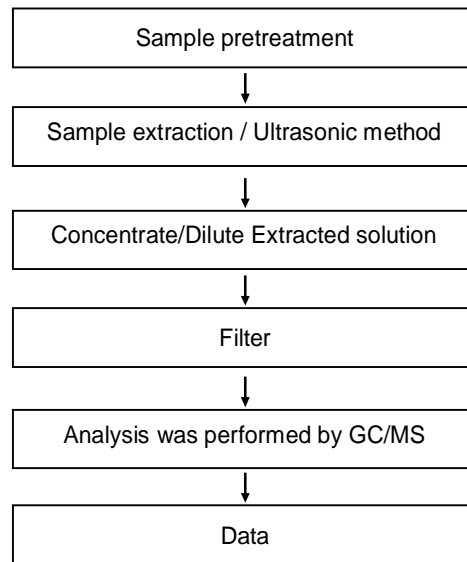 Sample pretreatment
Sample extraction / Ultrasonic method
Concentrate/Dilute Extracted solution
Filter
Analysis was performed by GC/MS
Data